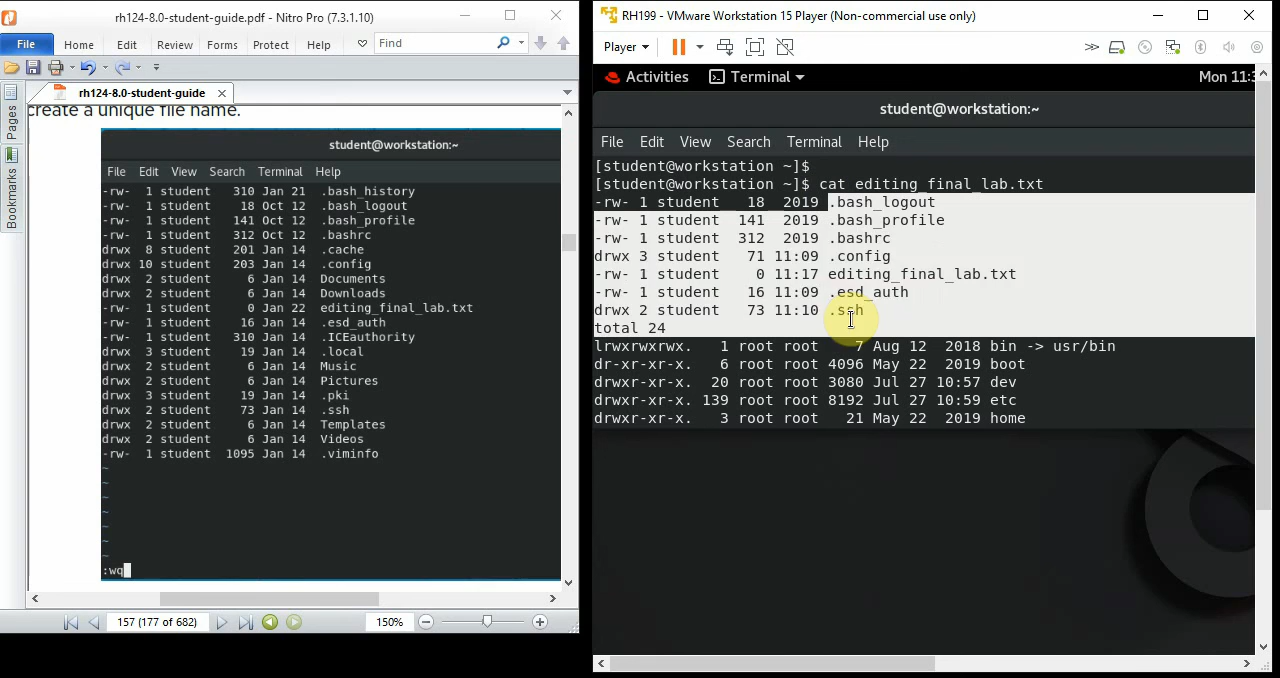 rh124-8.0-student-guide.pdf - Nitro Pro (7.3.1.10)
File Home Edit Review Forms Protect Help Find
rh124-8.0-student-guide
Pages
Bookmarks
create a unique file name.
student@workstation:~
File Edit View Search Terminal Help
-rw- 1 student 310 Jan 21 .bash_history
-rw- 1 student 18 Oct 12 .bash_logout
-rw- 1 student 141 Oct 12 .bash_profile
-rw- 1 student 312 Oct 12 .bashrc
drwx 8 student 201 Jan 14 .cache
drwx 10 student 203 Jan 14 .config
drwx 2 student 6 Jan 14 Documents
drwx 2 student 6 Jan 14 Downloads
-rw- 1 student 0 Jan 22 editing_final_lab.txt
-rw- 1 student 16 Jan 14 .esd_auth
-rw- 1 student 310 Jan 14 .ICEauthority
drwx 3 student 19 Jan 14 .local
drwx 2 student 6 Jan 14 Music
drwx 2 student 6 Jan 14 Pictures
drwx 3 student 19 Jan 14 .pki
drwx 2 student 73 Jan 14 .ssh
drwx 2 student 6 Jan 14 Templates
drwx 2 student 6 Jan 14 Videos
-rw- 1 student 1095 Jan 14 .viminfo
~
~
~
~
~
~
~
:wq
157 (177 of 682) 150%
RH199 - VMware Workstation 15 Player (Non-commercial use only)
Player
Activities Terminal Mon 11:3
student@workstation:~
File Edit View Search Terminal Help
[student@workstation ~]$
[student@workstation ~]$ cat editing_final_lab.txt
-rw- 1 student 18 2019 .bash_logout
-rw- 1 student 141 2019 .bash_profile
-rw- 1 student 312 2019 .bashrc
drwx 3 student 71 11:09 .config
-rw- 1 student 0 11:17 editing_final_lab.txt
-rw- 1 student 16 11:09 .esd_auth
drwx 2 student 73 11:10 .ssh
total 24
lrwxrwxrwx. 1 root root 7 Aug 12 2018 bin -> usr/bin
dr-xr-xr-x. 6 root root 4096 May 22 2019 boot
drwxr-xr-x. 20 root root 3080 Jul 27 10:57 dev
drwxr-xr-x. 139 root root 8192 Jul 27 10:59 etc
drwxr-xr-x. 3 root root 21 May 22 2019 home